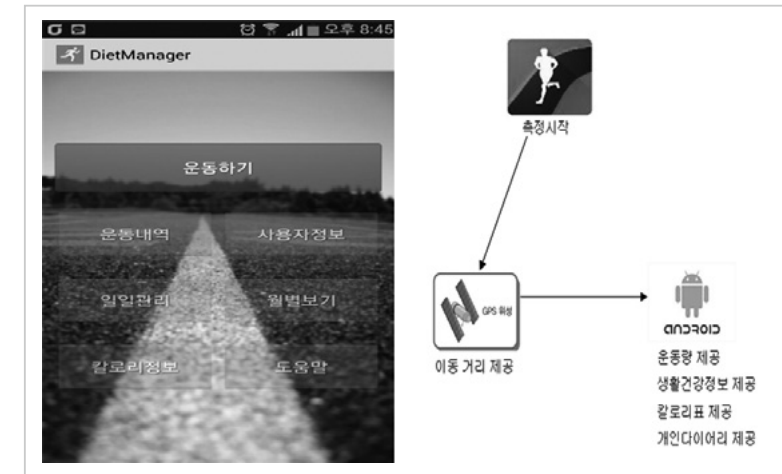 오후 8:45
DietManager
운동하기
운동내역 사용자정보
일일관리 월별보기
칼로리정보 도움말
측정시작
GPS 위성
이동 거리 제공
ANDROID
운동량 제공
생활건강정보 제공
칼로리표 제공
개인다이어리 제공